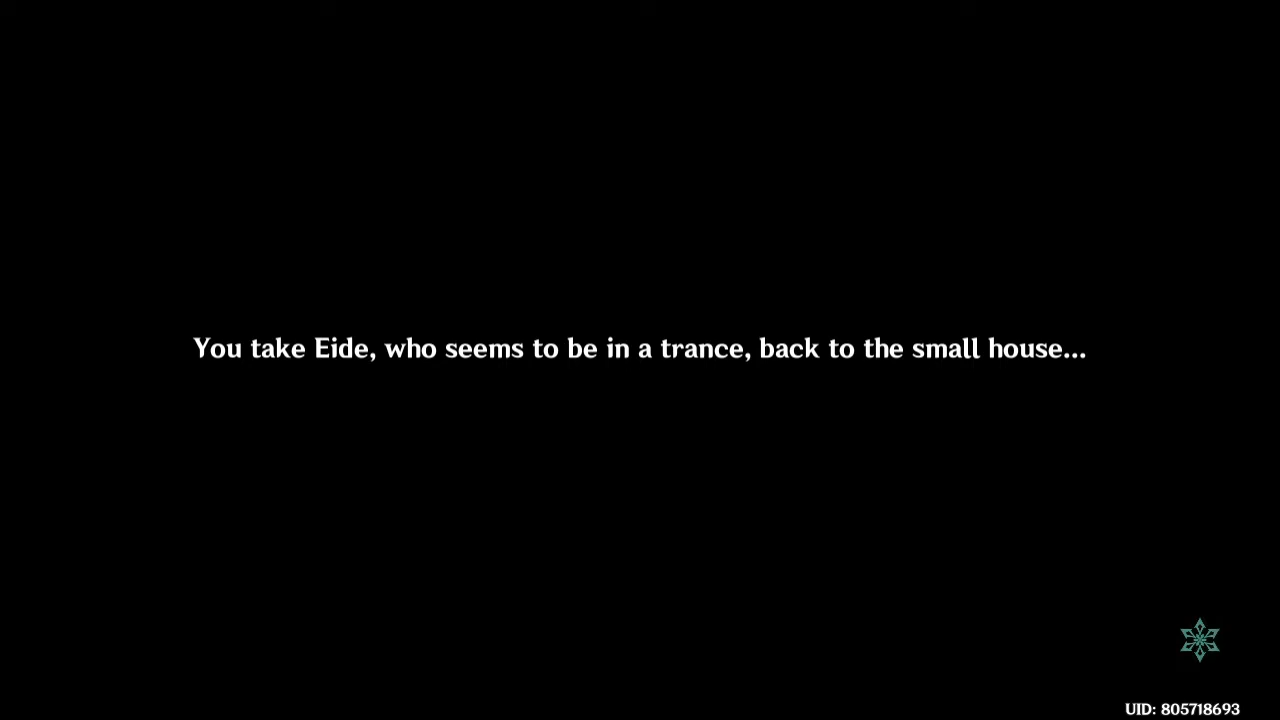 You take Eide, who seems to be in a trance, back to the small house...
UID: 805718693